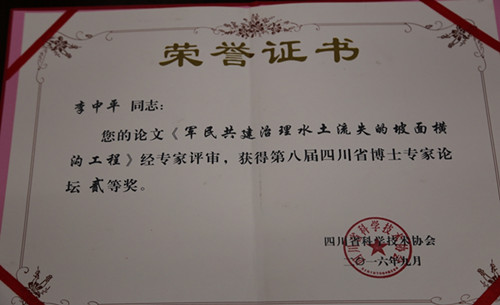 荣誉证书
李中平 同志：
您的论文《军民共建治理水土流失的坡面横
沟工程》经专家评审，获得第八届四川省博士专家论
坛 贰等奖。
四川省科学技术协会
二〇一六年九月